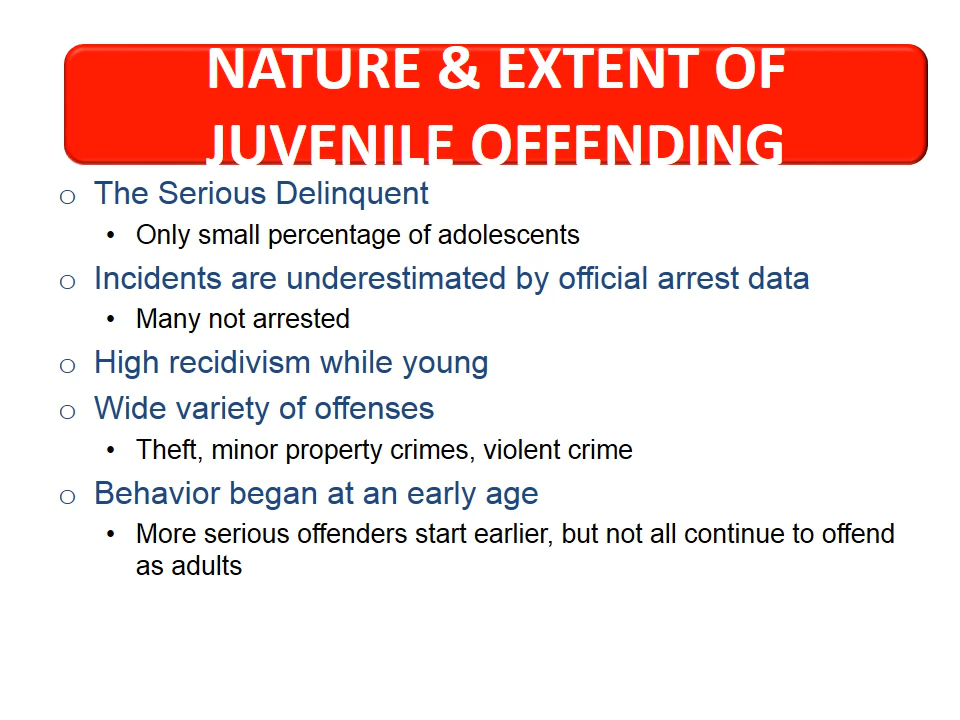 NATURE & EXTENT OF
JUVENILE OFFENDING
o The Serious Delinquent
• Only small percentage of adolescents
o Incidents are underestimated by official arrest data
• Many not arrested
o High recidivism while young
o Wide variety of offenses
• Theft, minor property crimes, violent crime
o Behavior began at an early age
• More serious offenders start earlier, but not all continue to offend
as adults